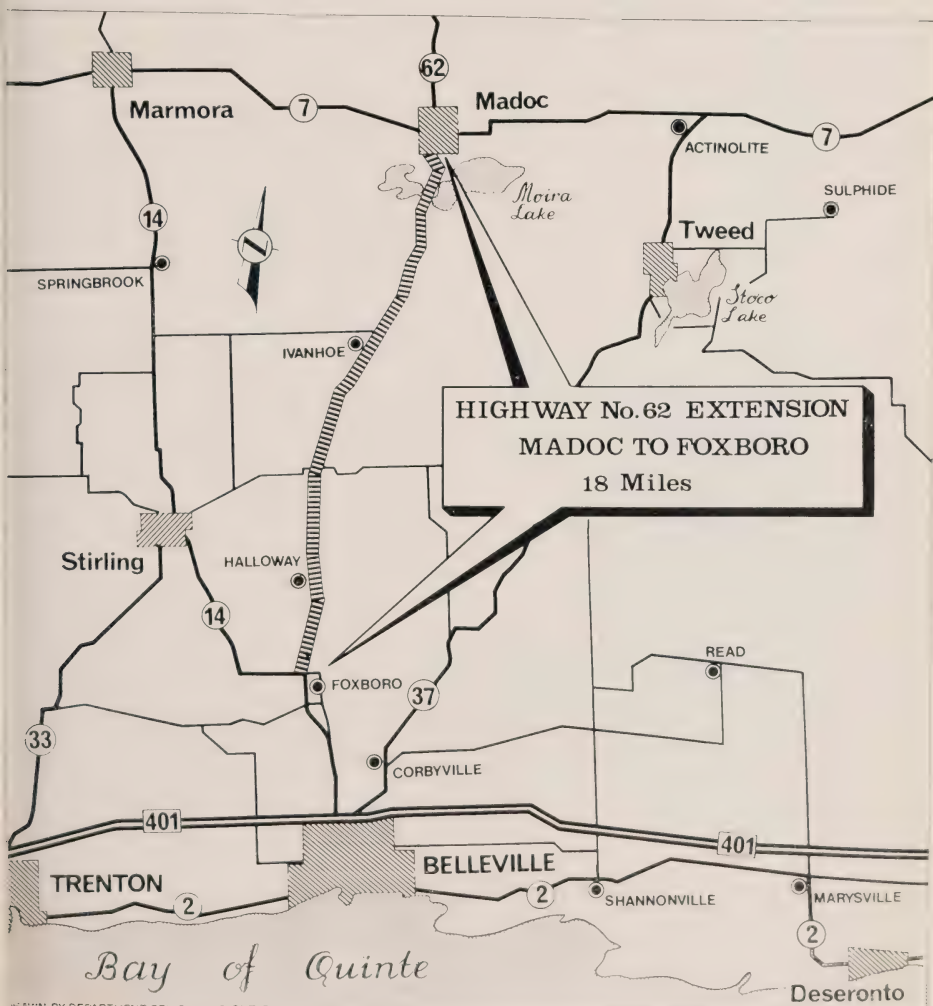 62
Marmora
7
Madoc
ACTINOLITE
7
Moira
Lake
SULPHIDE
14
Tweed
SPRINGBROOK
Stoco
Lake
IVANHOE
HIGHWAY No. 62 EXTENSION
MADOC TO FOXBORO
18 Miles
Stirling
HALLOWAY
14
READ
FOXBORO
37
33
CORBYVILLE
401
401
BELLEVILLE
TRENTON
2
2
SHANNONVILLE
MARYSVILLE
2
Bay of Quinte
Deseronto